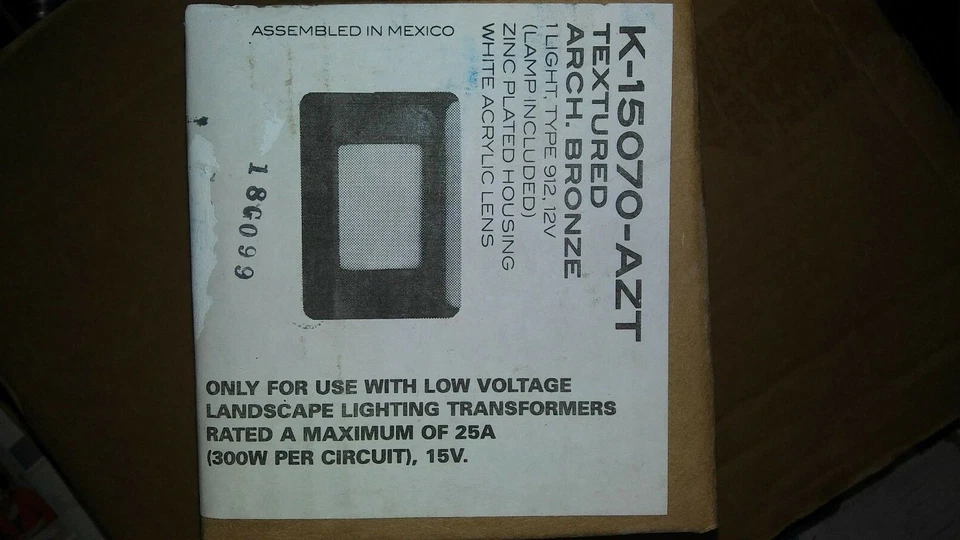 ASSEMBLED IN MEXICO
K-15070-AZT
TEXTURED
ARCH. BRONZE
1 LIGHT, TYPE 912, 12V
(LAMP INCLUDED)
ZINC PLATED HOUSING
WHITE ACRYLIC LENS
18G099
ONLY FOR USE WITH LOW VOLTAGE
LANDSCAPE LIGHTING TRANSFORMERS
RATED A MAXIMUM OF 25A
(300W PER CIRCUIT), 15V.